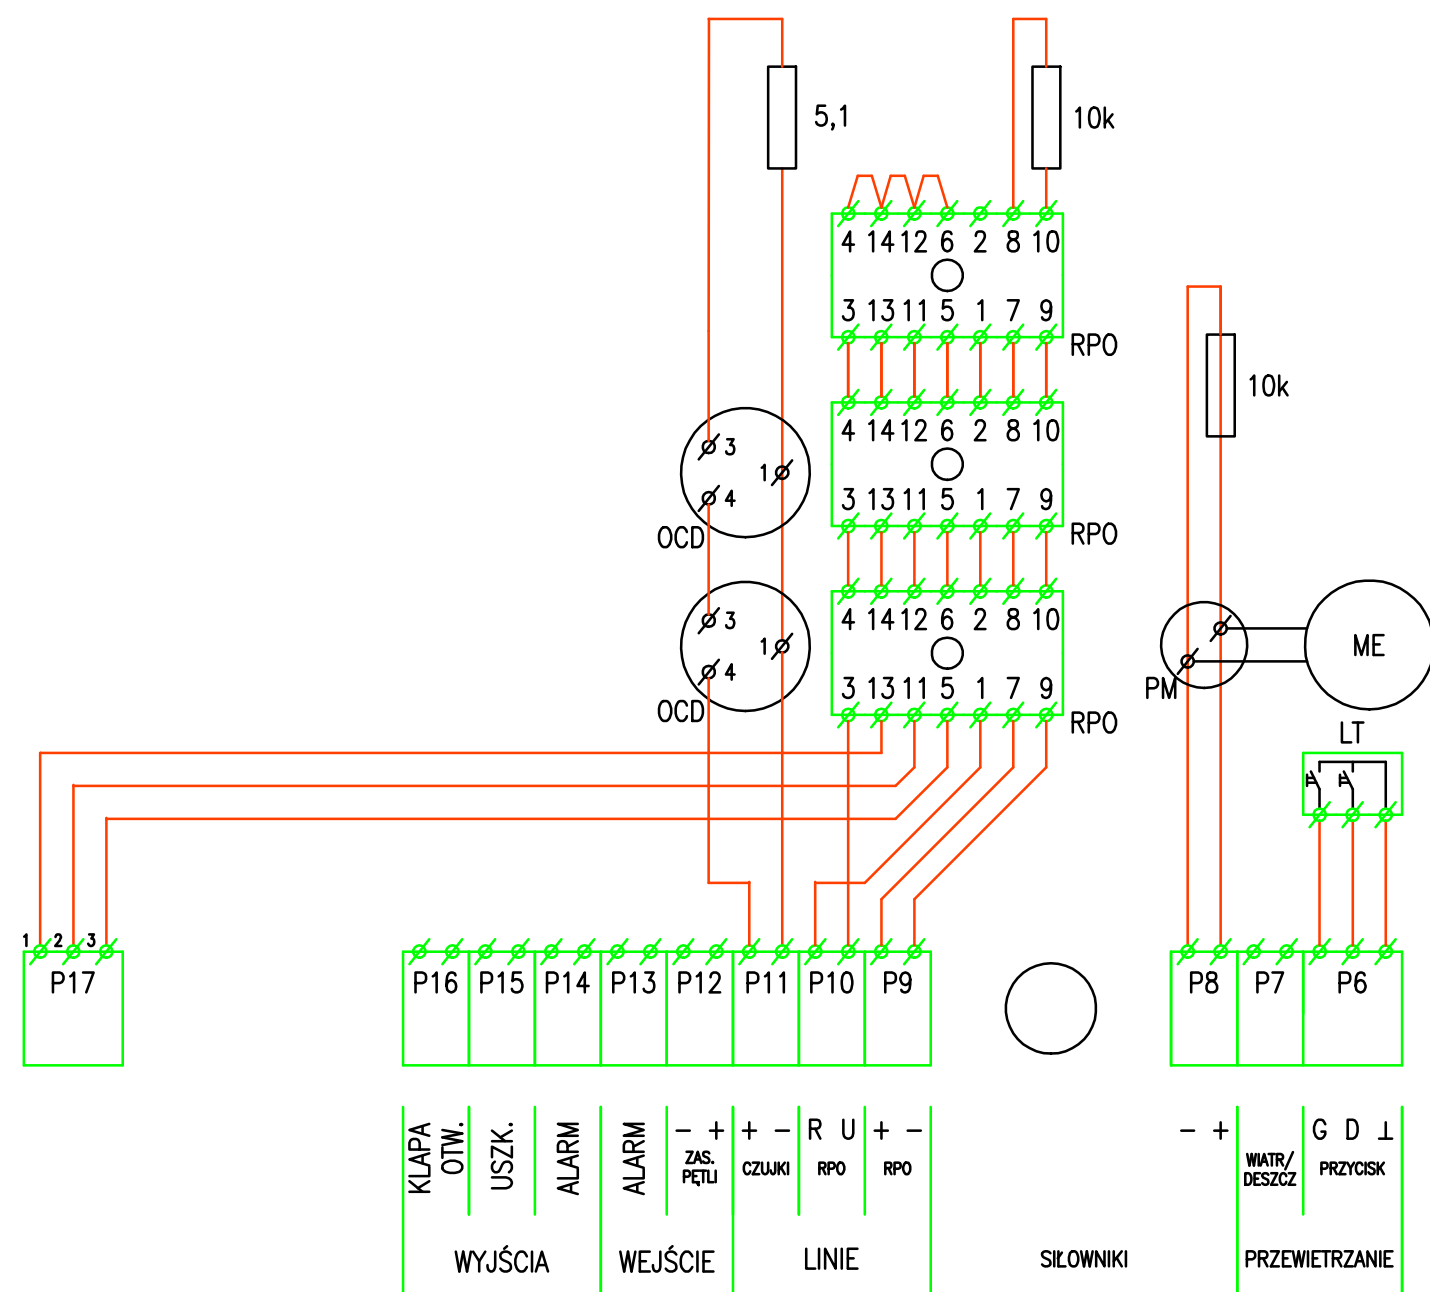 5,1
10k
4 14 12 6 2 8 10
3 13 11 5 1 7 9
RPO
10k
4 14 12 6 2 8 10
3
1
4
3 13 11 5 1 7 9
OCD
RPO
4 14 12 6 2 8 10
3
1
4
ME
3 13 11 5 1 7 9
PM
OCD
RPO
LT
1 2 3
P17 P16 P15 P14 P13 P12 P11 P10 P9 P8 P7 P6
KLAPA
OTW.
USZK.
ALARM
ALARM
- + + - R U + - - + G D ⊥
ZAS.
PĘTLI
CZUJKI RPO RPO
WIATR/
DESZCZ
PRZYCISK
WYJŚCIA WEJŚCIE LINIE SIŁOWNIKI PRZEWIETRZANIE